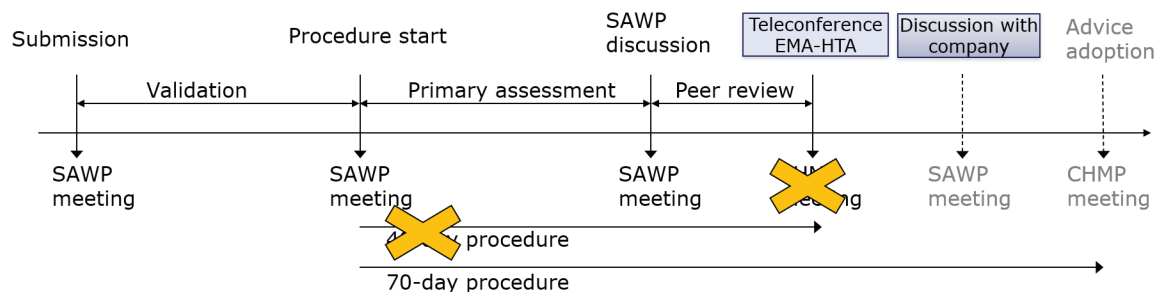 Submission
Procedure start
SAWP
discussion
Teleconference
EMA-HTA
Discussion with
company
Advice
adoption
Validation
Primary assessment
Peer review
SAWP
meeting
SAWP
meeting
SAWP
meeting
SAWP
meeting
CHMP
meeting
procedure
70-day procedure